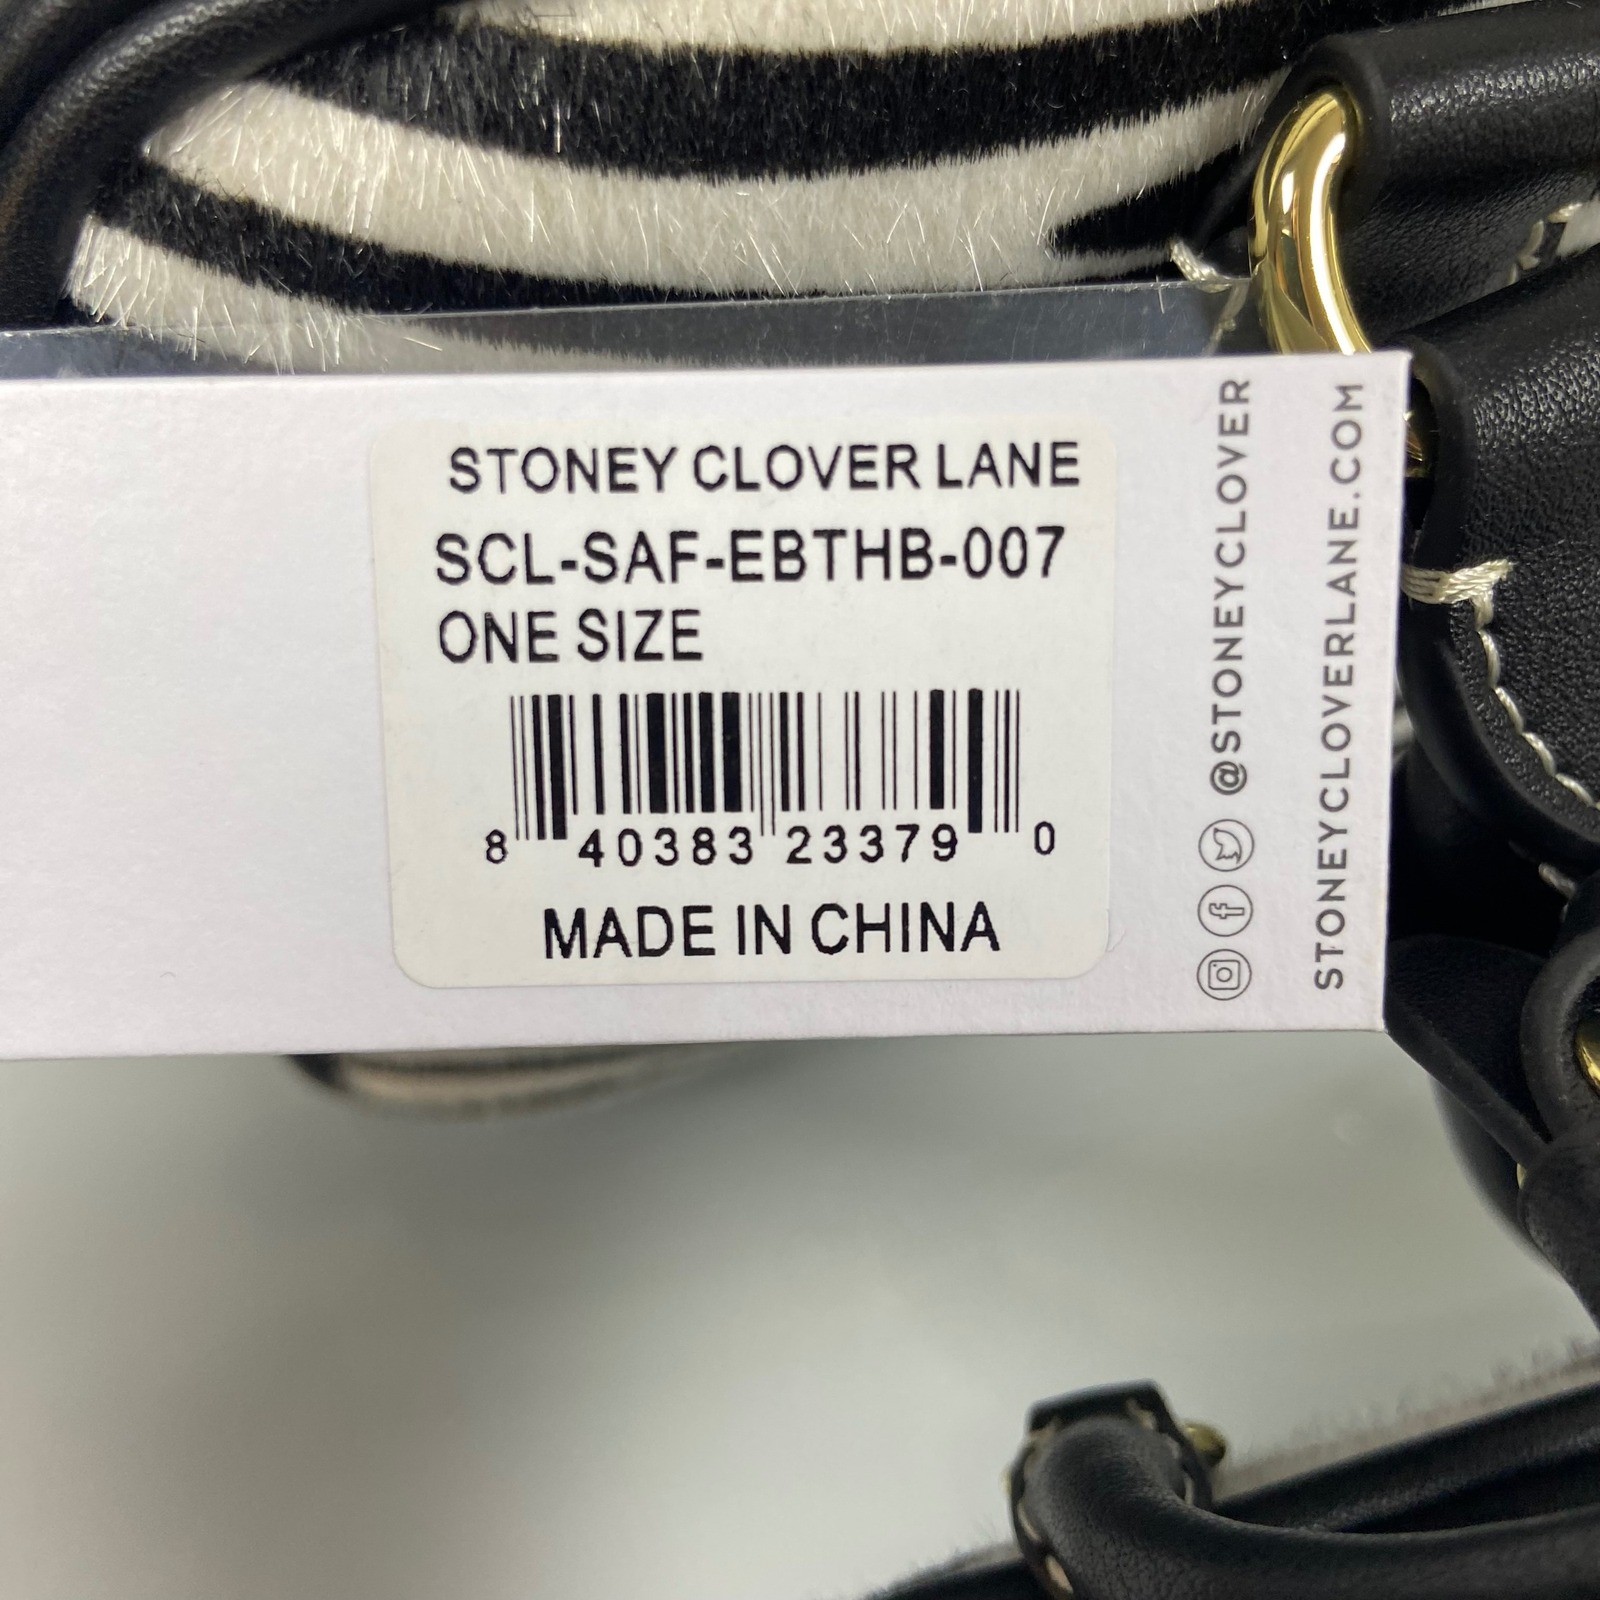 STONEY CLOVER LANE
SCL-SAF-EBTHB-007
ONE SIZE
8 40383 23379 0
MADE IN CHINA
@STONEYCLOVER
STONEYCLOVERLANE.COM